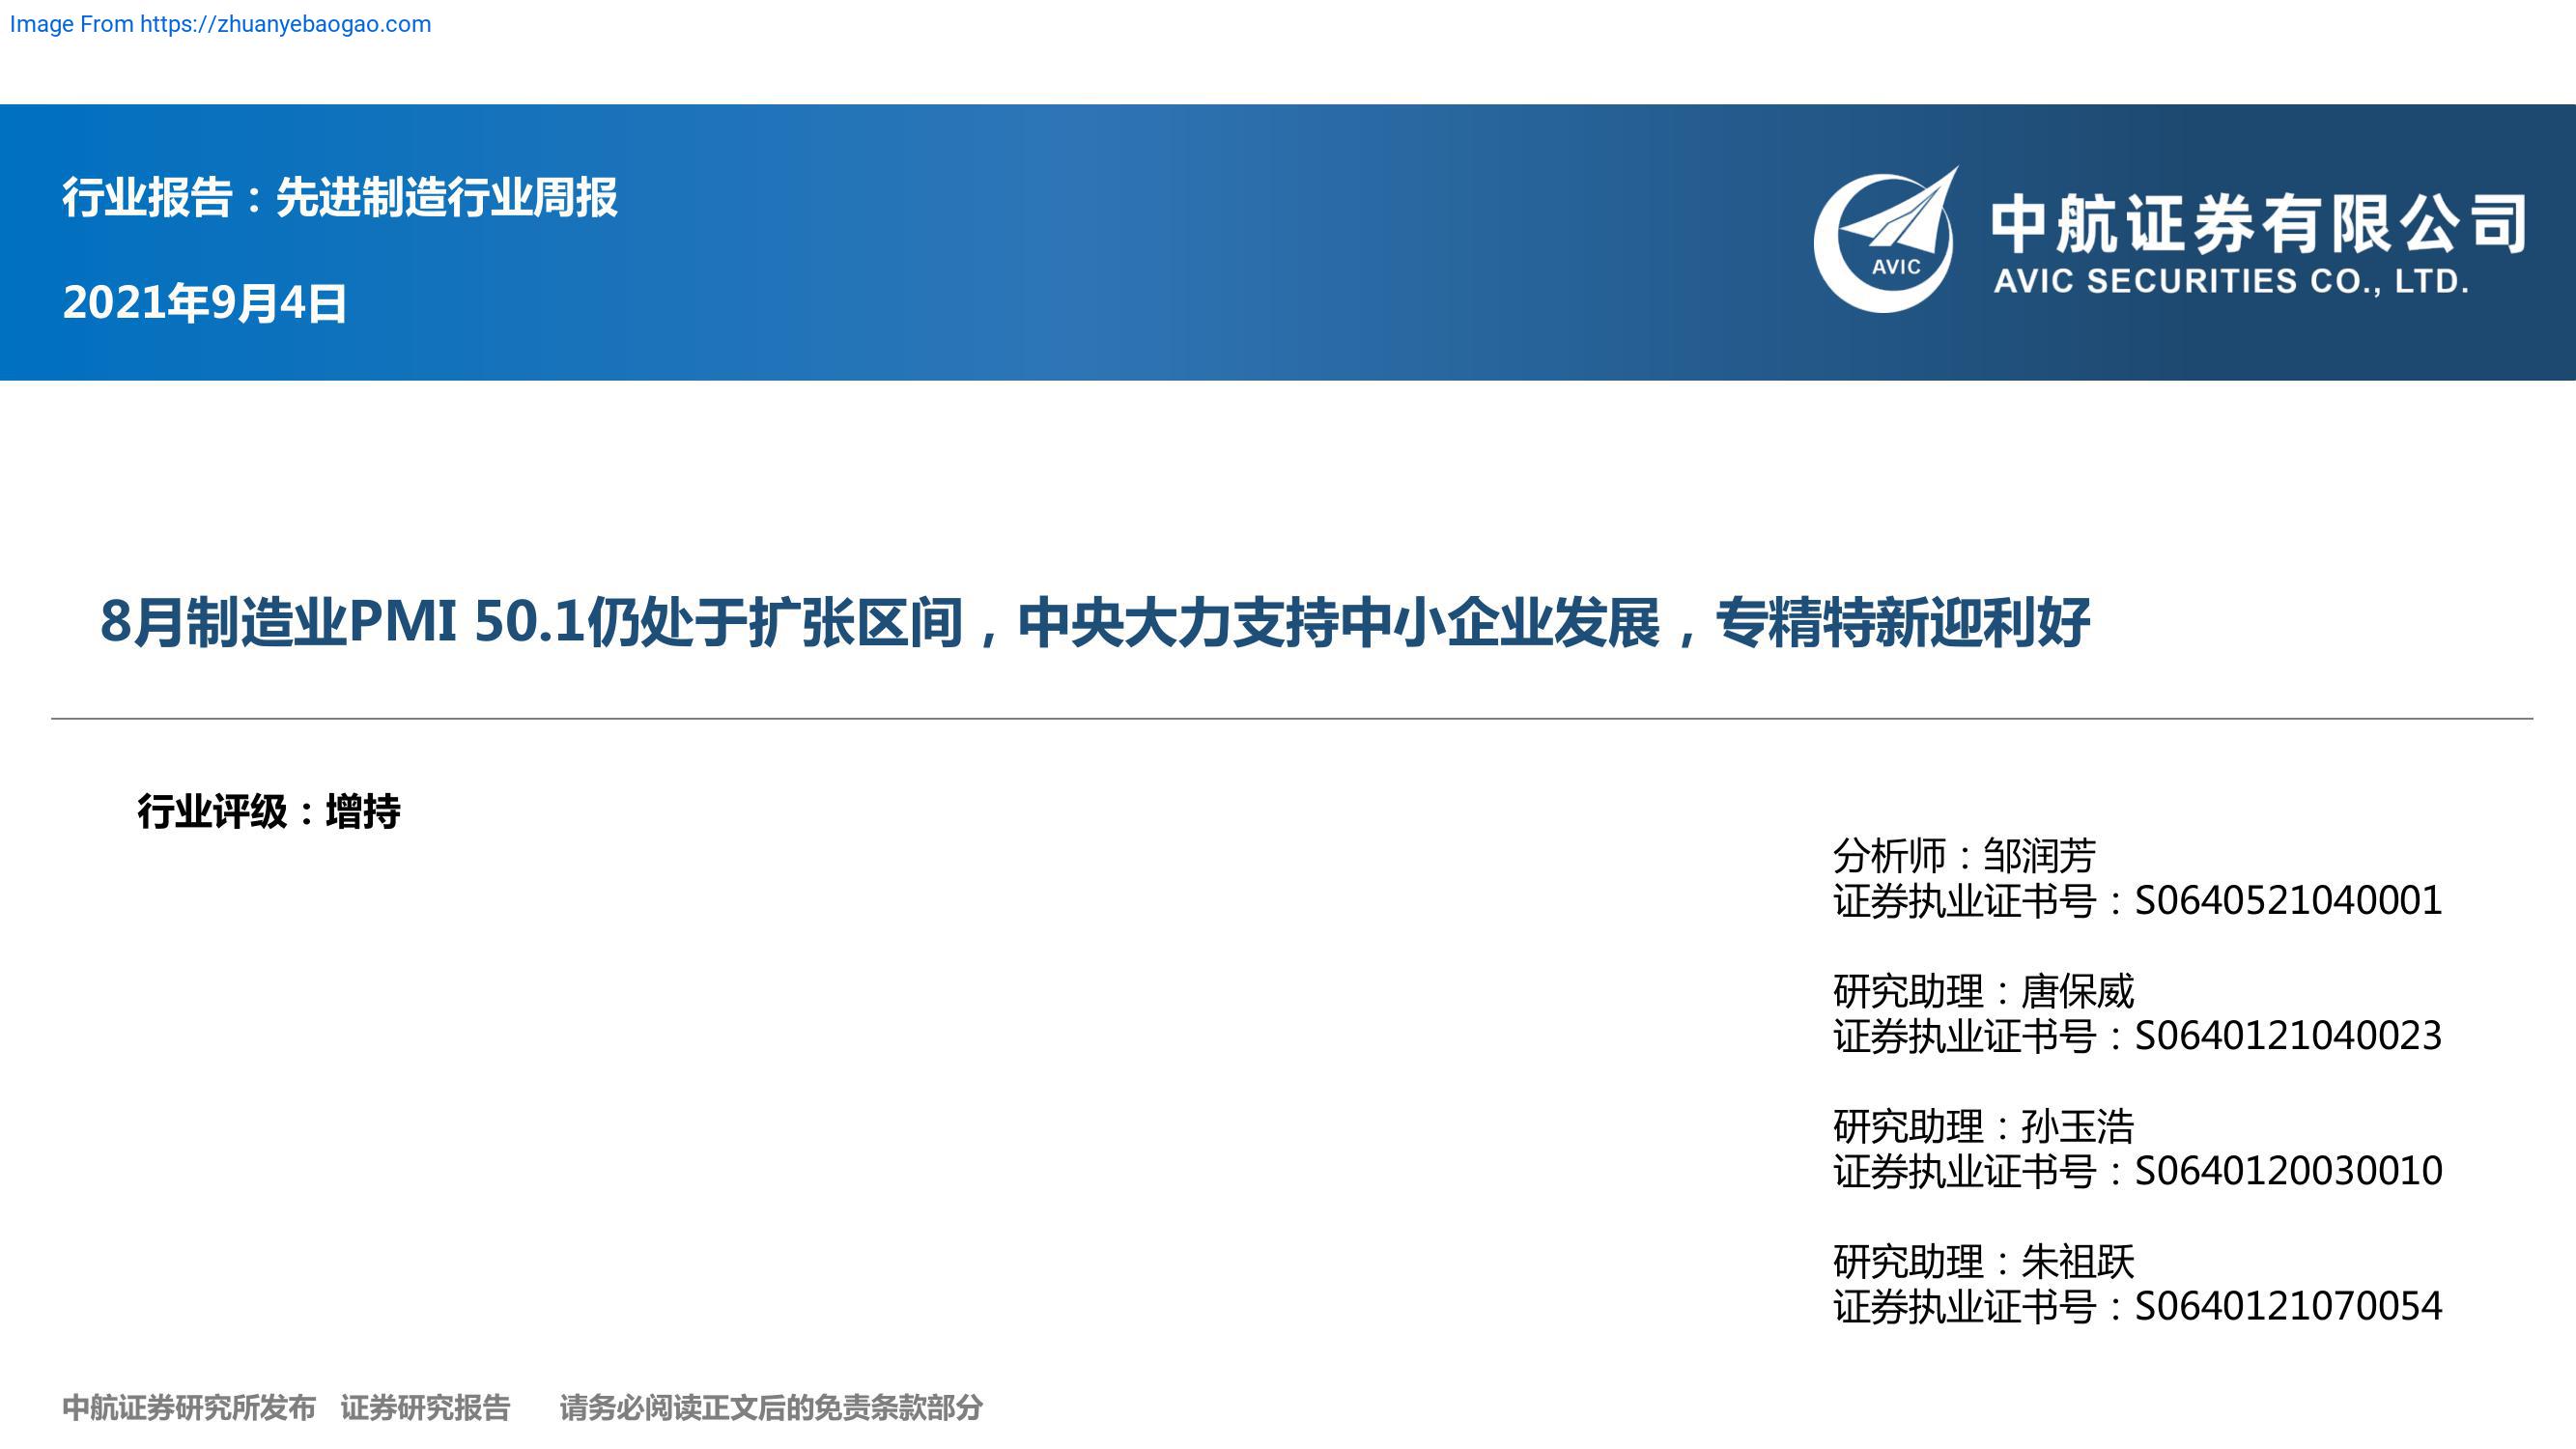 Image From https://zhuanyebaogao.com
行业报告：先进制造行业周报
2021年9月4日
AVIC
中航证券有限公司
AVIC SECURITIES CO., LTD.
8月制造业PMI 50.1仍处于扩张区间，中央大力支持中小企业发展，专精特新迎利好
行业评级：增持
分析师：邹润芳
证券执业证书号：S0640521040001
研究助理：唐保威
证券执业证书号：S0640121040023
研究助理：孙玉浩
证券执业证书号：S0640120030010
研究助理：朱祖跃
证券执业证书号：S0640121070054
中航证券研究所发布 证券研究报告 请务必阅读正文后的免责条款部分